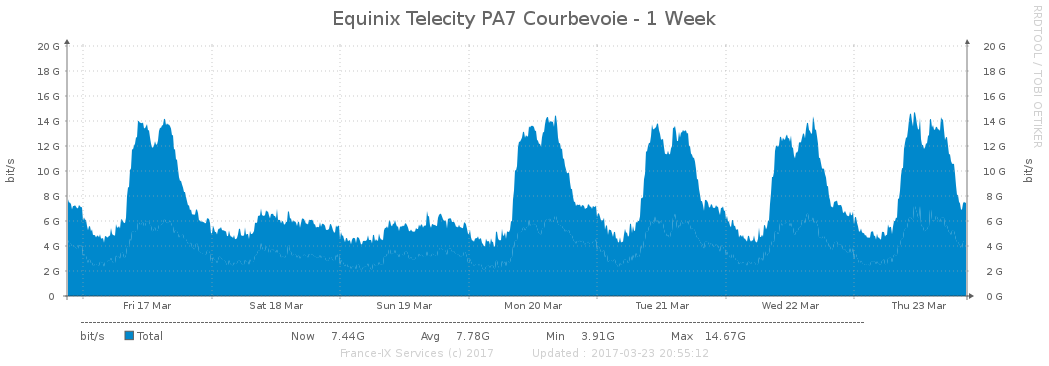 Equinix Telecity PA7 Courbevoie - 1 Week
RRDTOOL / TOBI OETIKER
bit/s
bit/s
20 G 20 G
18 G 18 G
16 G 16 G
14 G 14 G
12 G 12 G
10 G 10 G
8 G 8 G
6 G 6 G
4 G 4 G
2 G 2 G
0 0 G
Fri 17 Mar Sat 18 Mar Sun 19 Mar Mon 20 Mar Tue 21 Mar Wed 22 Mar Thu 23 Mar
bit/s Total Now 7.44G Avg 7.78G Min 3.91G Max 14.67G
France-IX Services (c) 2017 Updated : 2017-03-23 20:55:12